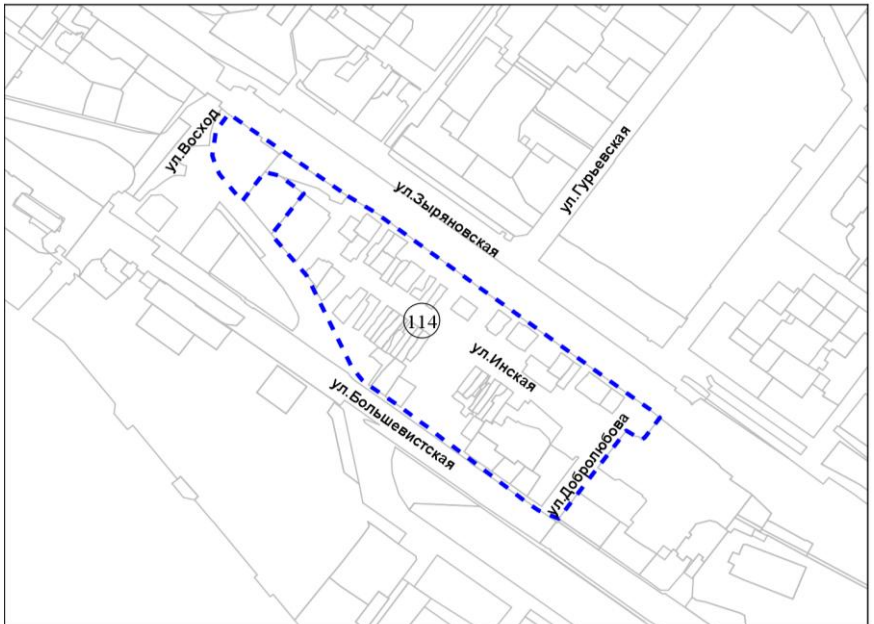 ул.Восход
ул.Зыряновская
ул.Гурьевская
114
ул.Инская
ул.Большевистская
ул.Добролюбова